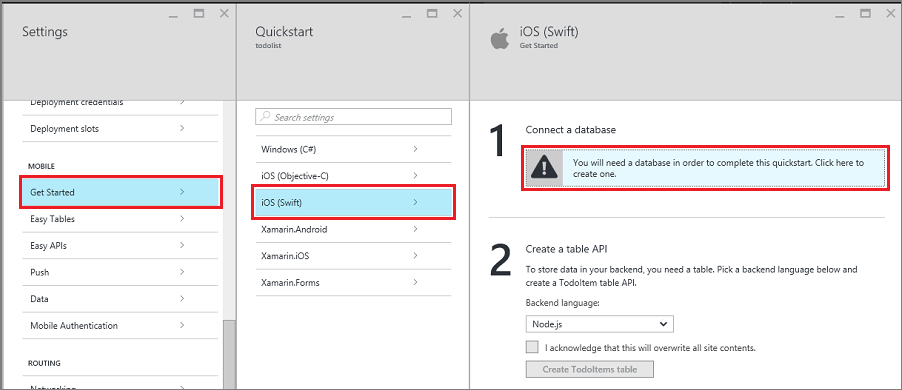 Settings
Deployment credentials
Deployment slots
MOBILE
Get Started
Easy Tables
Easy APIs
Push
Data
Mobile Authentication
ROUTING
Networking
Quickstart
todolist
Search settings
Windows (C#)
iOS (Objective-C)
iOS (Swift)
Xamarin.Android
Xamarin.iOS
Xamarin.Forms
iOS (Swift)
Get Started
1
Connect a database
You will need a database in order to complete this quickstart. Click here to
create one.
2
Create a table API
To store data in your backend, you need a table. Pick a backend language below and
create a TodoItem table API.
Backend language:
Node.js
I acknowledge that this will overwrite all site contents.
Create TodoItems table